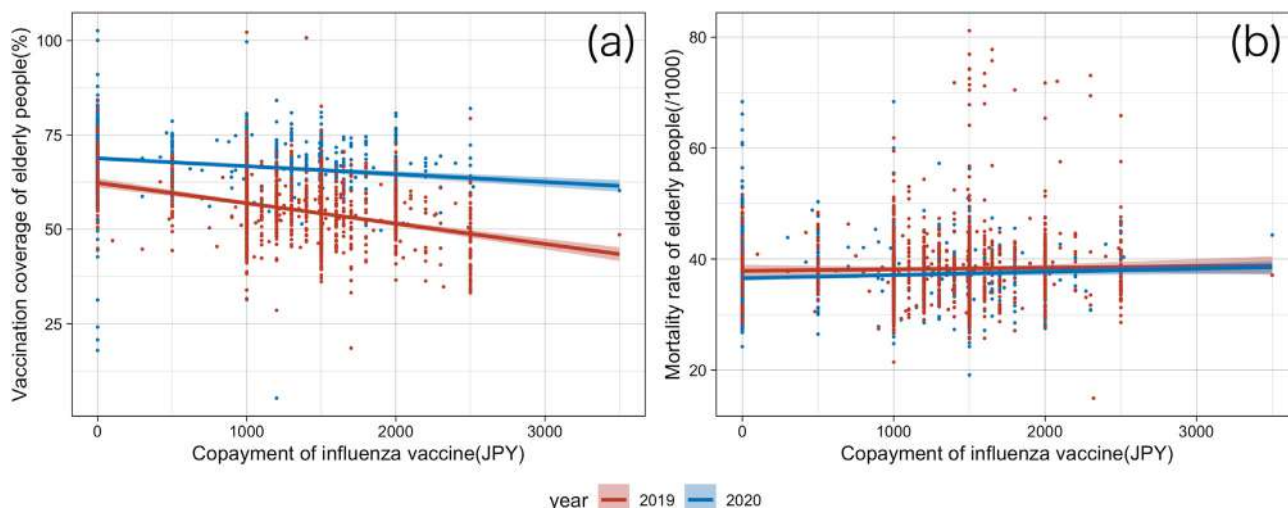 (a)
Vaccination coverage of elderly people(%)
100
75
50
25
0
1000
2000
3000
Copayment of influenza vaccine(JPY)
(b)
Mortality rate of elderly people(/1000)
80
60
40
20
0
1000
2000
3000
Copayment of influenza vaccine(JPY)
year 2019 2020